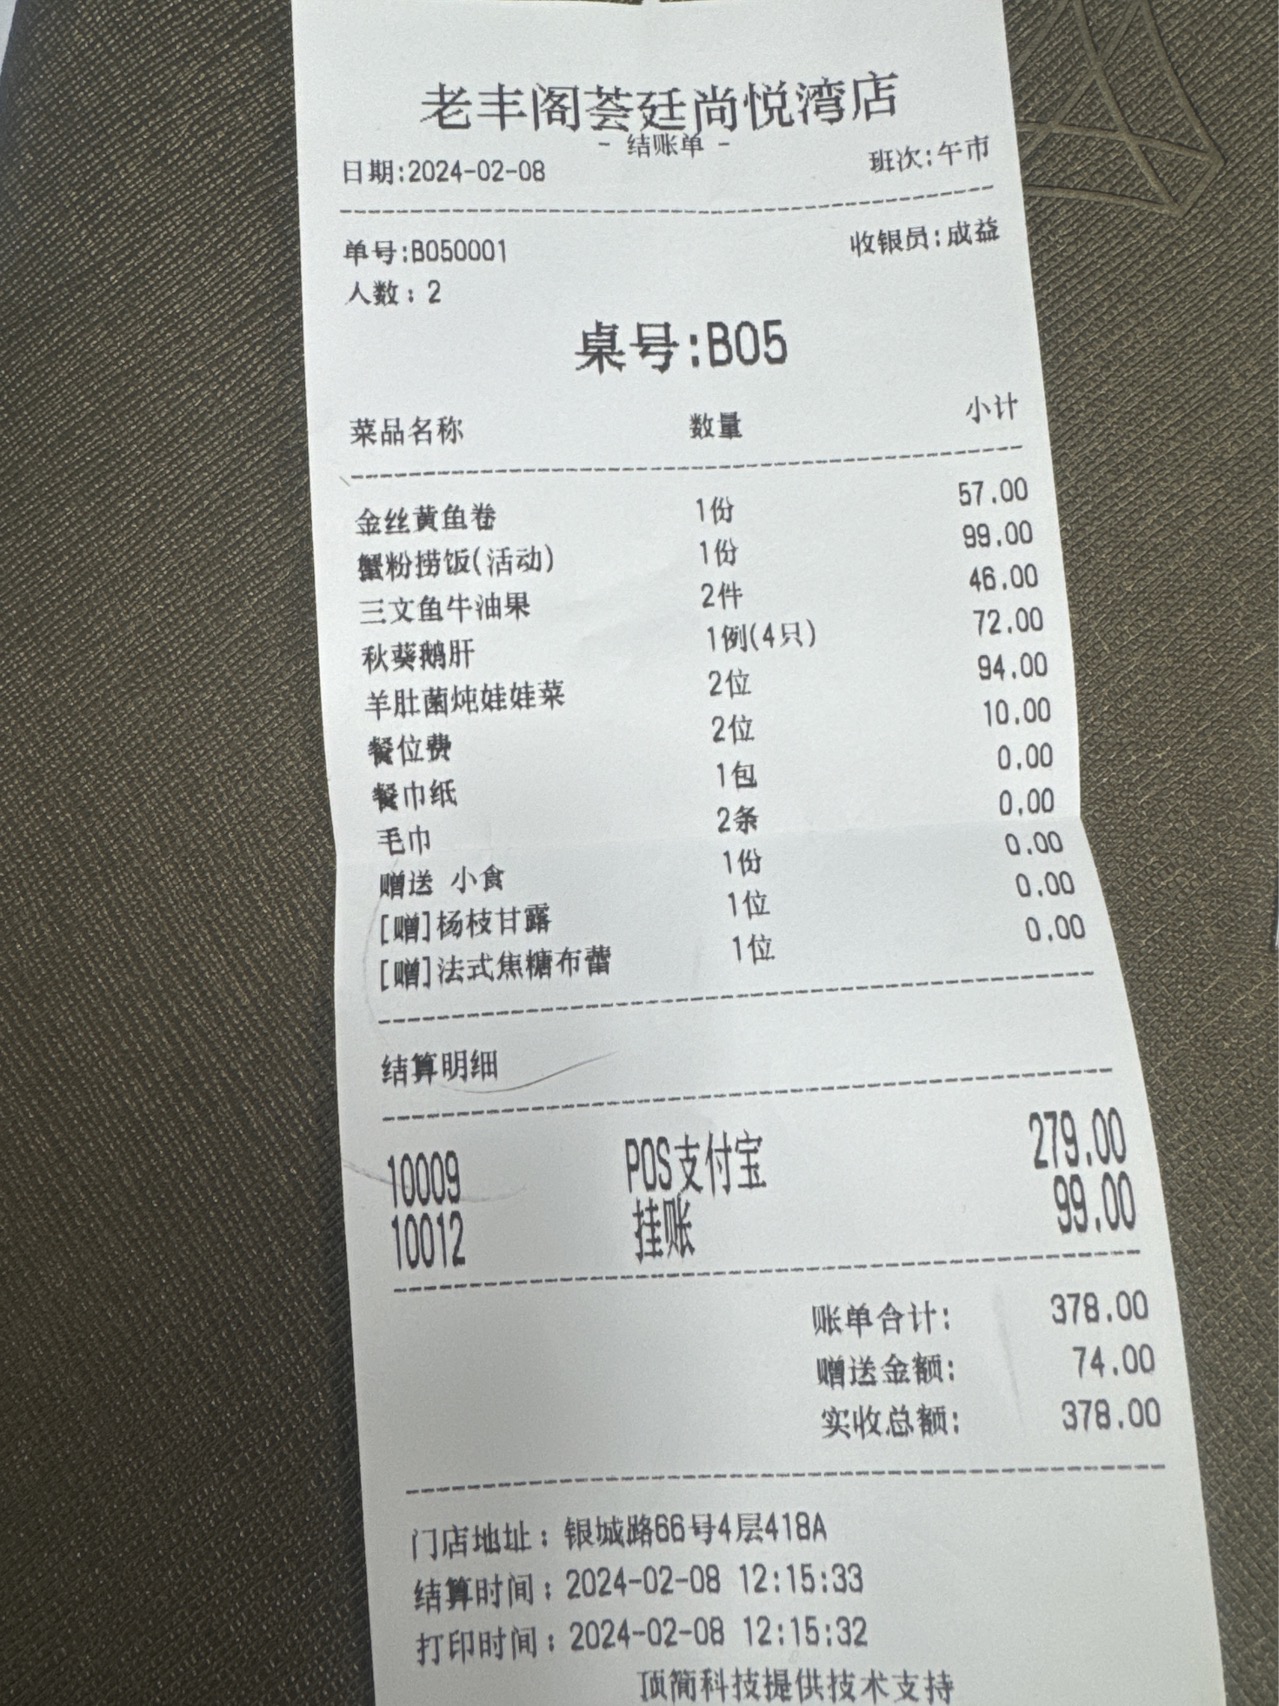 老丰阁荟廷尚悦湾店
- 结账单 -
日期:2024-02-08 班次:午市
单号:B050001 收银员:成益
人数:2
桌号:B05
菜品名称 数量 小计
金丝黄鱼卷 1份 57.00
蟹粉捞饭(活动) 1份 99.00
三文鱼牛油果 2件 46.00
秋葵鹅肝 1例(4只) 72.00
羊肚菌炖娃娃菜 2位 94.00
餐位费 2位 10.00
餐巾纸 1包 0.00
毛巾 2条 0.00
赠送 小食 1份 0.00
[赠]杨枝甘露 1位 0.00
[赠]法式焦糖布蕾 1位 0.00
结算明细
10009 POS支付宝 279.00
10012 挂账 99.00
账单合计: 378.00
赠送金额: 74.00
实收总额: 378.00
门店地址:银城路66号4层418A
结算时间:2024-02-08 12:15:33
打印时间:2024-02-08 12:15:32
顶简科技提供技术支持